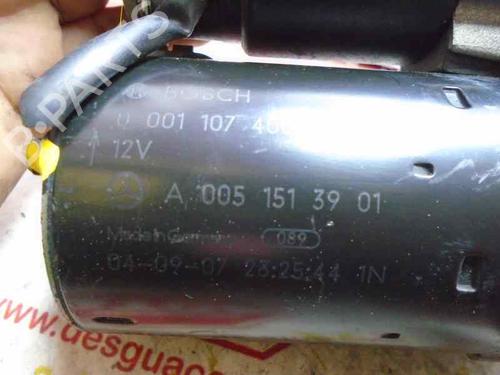 BOSCH
0 001 107 40
12V
A 005 151 39 01
Made in Germany 089
04-09-07 23:25:44 1N
B-PARTS
www.desguac